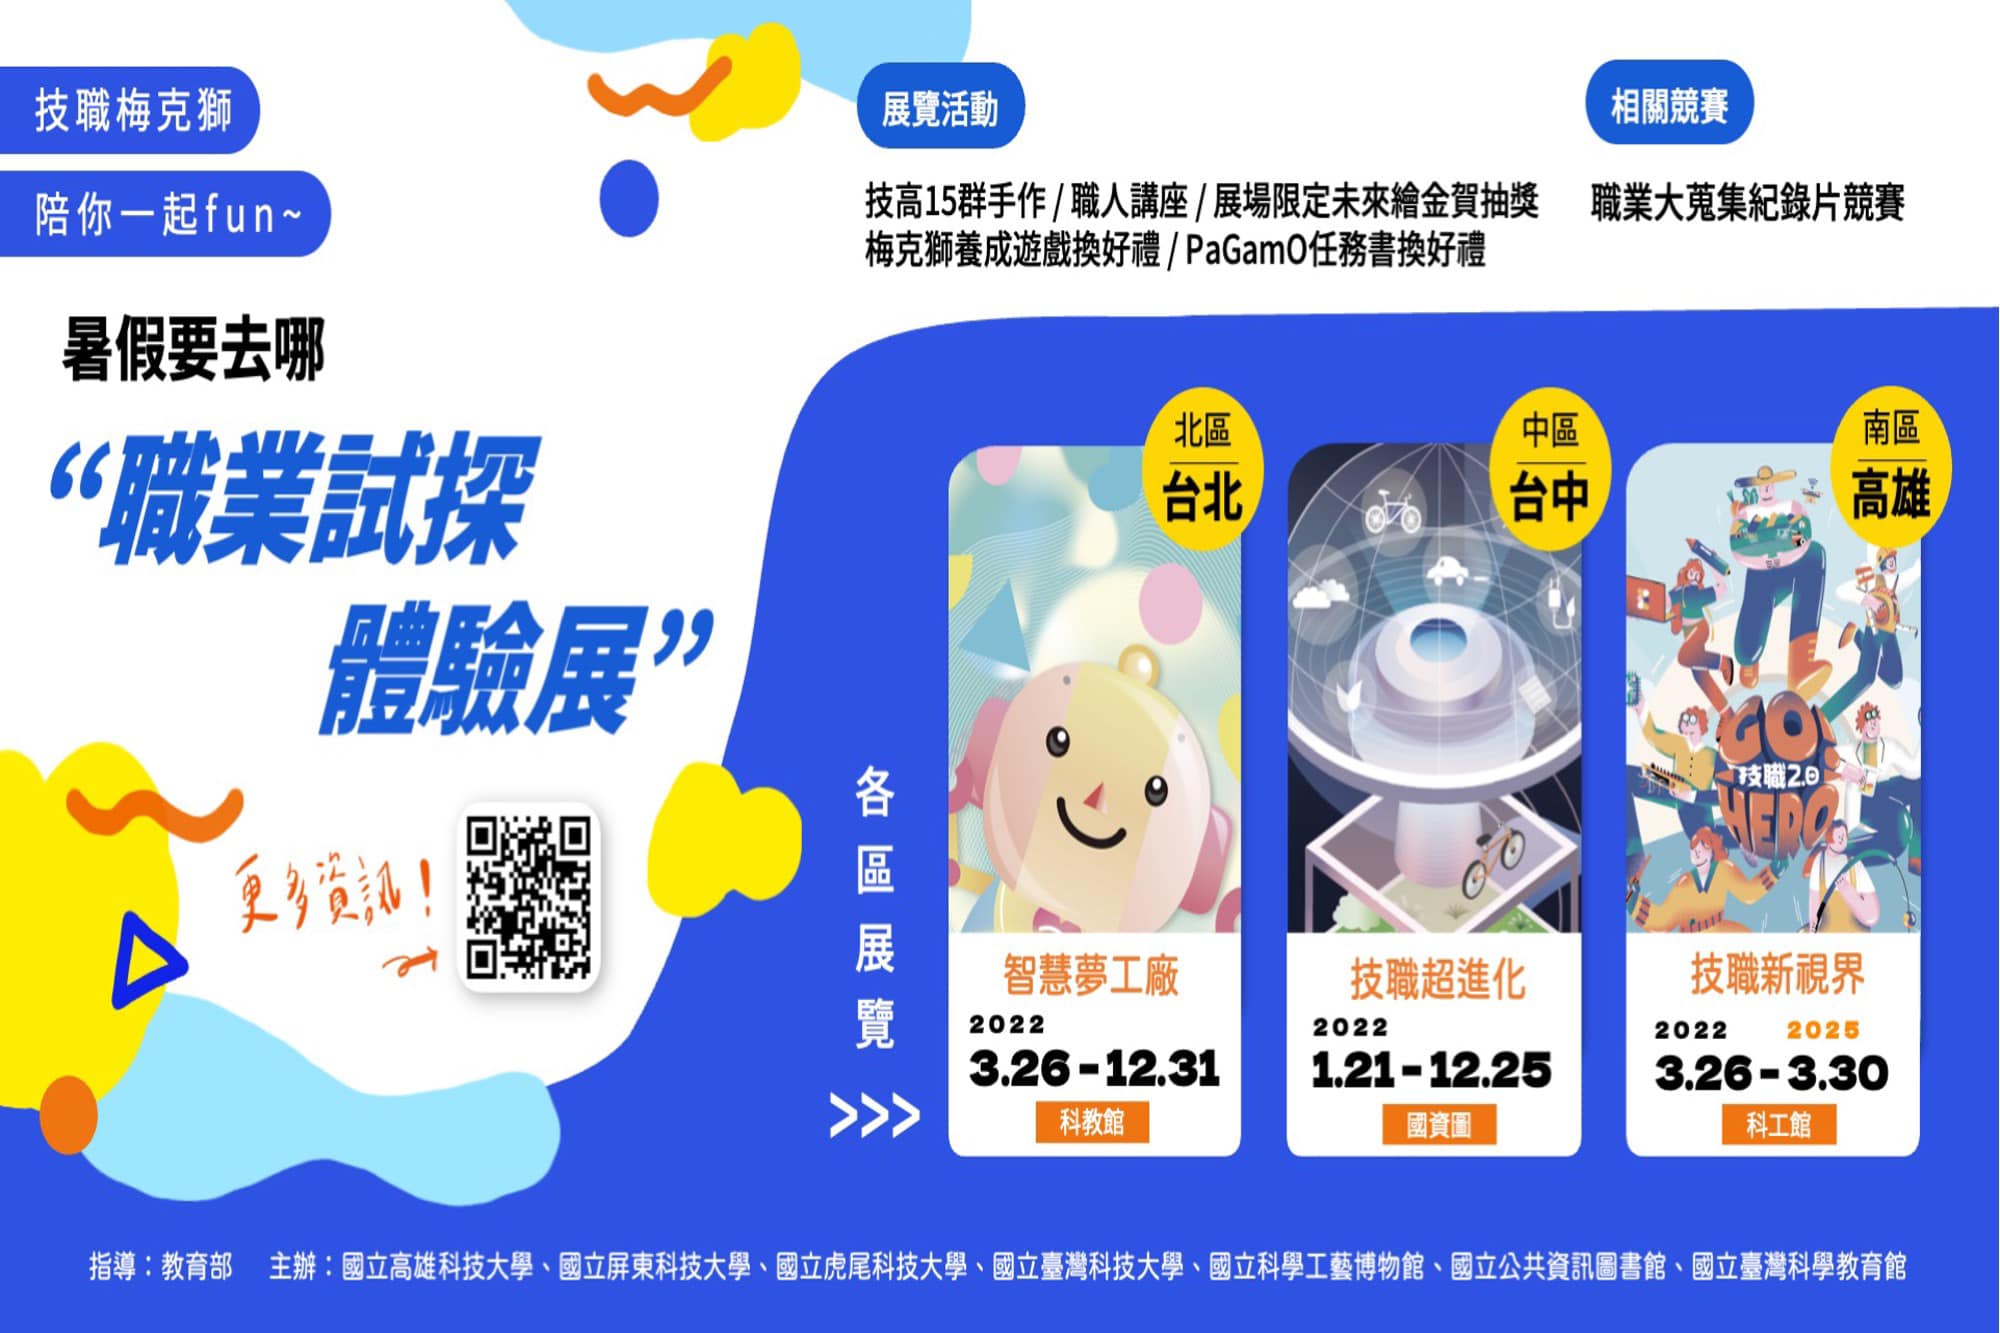 技職梅克獅
陪你一起fun~
暑假要去哪
“職業試探
體驗展”
更多資訊！
展覽活動
技高15群手作 / 職人講座 / 展場限定未來繪金賀抽獎
梅克獅養成遊戲換好禮 / PaGamO任務書換好禮
相關競賽
職業大蒐集紀錄片競賽
各區展覽
>>>
北區
台北
智慧夢工廠
2022
3.26 - 12.31
科教館
中區
台中
技職超進化
2022
1.21 - 12.25
國資圖
南區
高雄
GO!
技職2.0
HERO
技職新視界
2022 2025
3.26 - 3.30
科工館
指導：教育部 主辦：國立高雄科技大學、國立屏東科技大學、國立虎尾科技大學、國立臺灣科技大學、國立科學工藝博物館、國立公共資訊圖書館、國立臺灣科學教育館